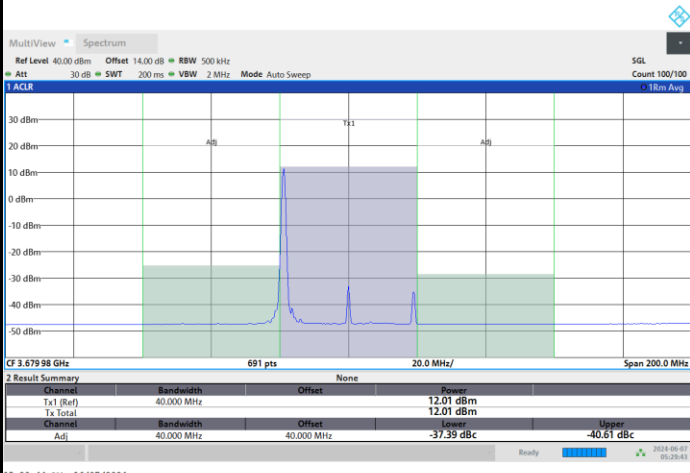 MultiView Spectrum
Ref Level 40.00 dBm Offset 14.00 dB RBW 500 kHz SGL
Att 30 dB SWT 200 ms VBW 2 MHz Mode Auto Sweep Count 100/100
1 ACLR 1Rm Avg
30 dBm
Tx1
20 dBm Adj Adj
10 dBm
0 dBm
-10 dBm
-20 dBm
-30 dBm
-40 dBm
-50 dBm
CF 3.679 98 GHz 691 pts 20.0 MHz/ Span 200.0 MHz
2 Result Summary None
Channel Bandwidth Offset Power
Tx1 (Ref) 40.000 MHz 12.01 dBm
Tx Total 12.01 dBm
Channel Bandwidth Offset Lower Upper
Adj 40.000 MHz 40.000 MHz -37.39 dBc -40.61 dBc
Ready 2024-06-07
05:29:43